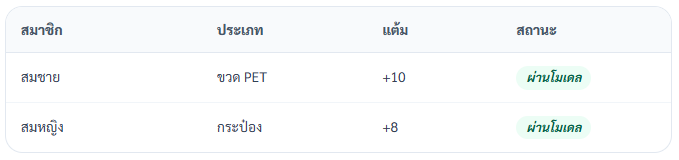 สมาชิก ประเภท แต้ม สถานะ
สมชาย ขวด PET +10 ผ่านโมเดล
สมหญิง กระป๋อง +8 ผ่านโมเดล